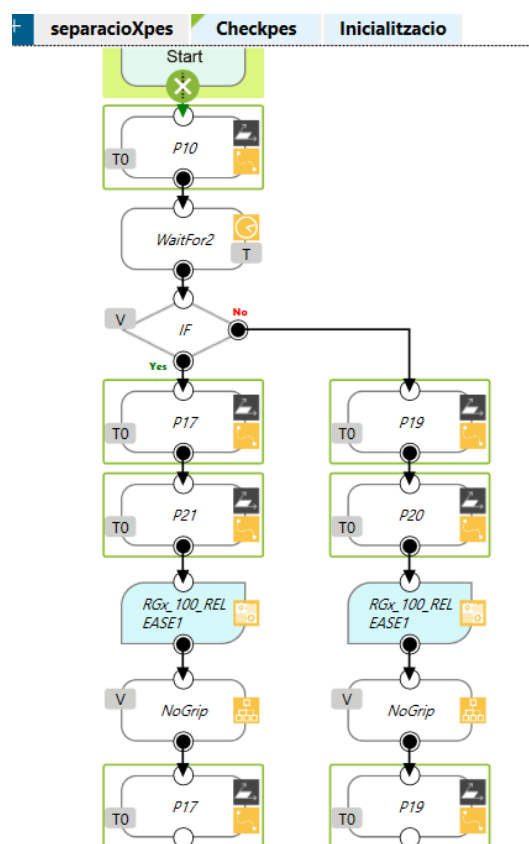 + separacioXpes Checkpes Inicialitzacio
Start
P10
T0
WaitFor2
T
V
IF
No
Yes
P17
T0
P19
T0
P21
T0
P20
T0
RGx_100_REL
EASE1
RGx_100_REL
EASE1
V
NoGrip
V
NoGrip
P17
T0
P19
T0